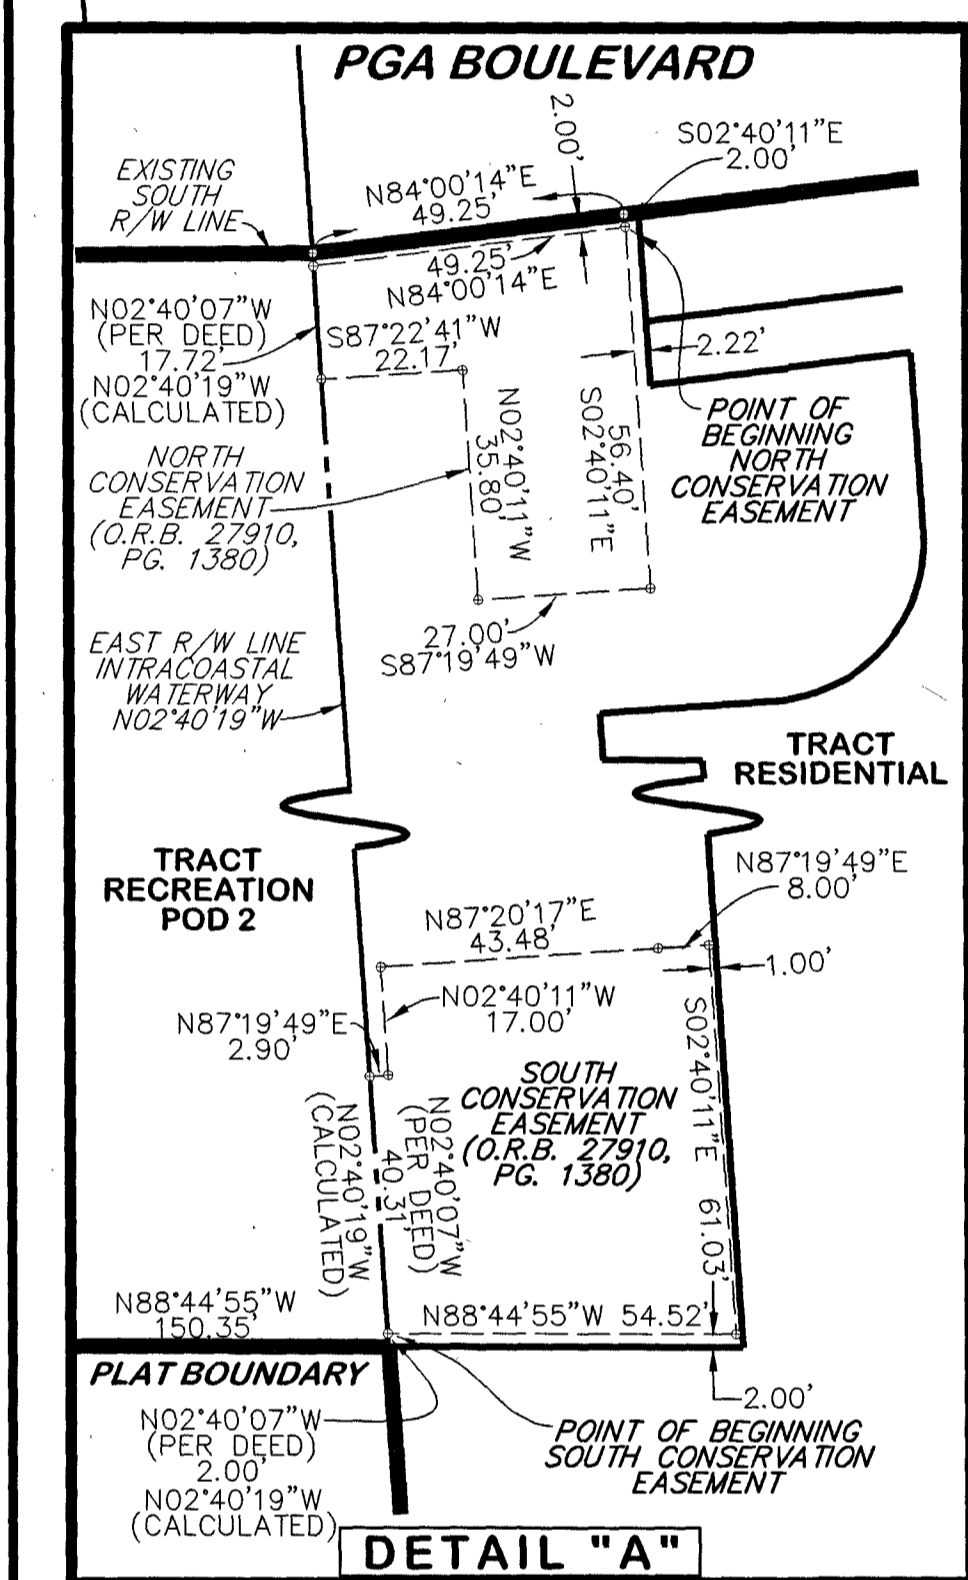 PGA BOULEVARD
2.00'
S02°40'11"E
2.00'
EXISTING
SOUTH
R/W LINE
N84°00'14"E
49.25'
49.25'
N84°00'14"E
N02°40'07"W
(PER DEED)
17.72'
N02°40'19"W
(CALCULATED)
S87°22'41"W
22.17'
2.22'
N02°40'11"W
35.80'
56.40'
S02°40'11"E
POINT OF
BEGINNING
NORTH
CONSERVATION
EASEMENT
NORTH
CONSERVATION
EASEMENT
(O.R.B. 27910,
PG. 1380)
27.00'
S87°19'49"W
EAST R/W LINE
INTRACOASTAL
WATERWAY
N02°40'19"W
TRACT
RESIDENTIAL
TRACT
RECREATION
POD 2
N87°19'49"E
8.00'
N87°20'17"E
43.48'
1.00'
N02°40'11"W
17.00'
N87°19'49"E
2.90'
SOUTH
CONSERVATION
EASEMENT
(O.R.B. 27910,
PG. 1380)
S02°40'11"E 61.03'
N02°40'07"W
(PER DEED)
40.31'
N02°40'19"W
(CALCULATED)
N88°44'55"W
150.35'
N88°44'55"W 54.52'
PLAT BOUNDARY
2.00'
N02°40'07"W
(PER DEED)
2.00'
N02°40'19"W
(CALCULATED)
POINT OF BEGINNING
SOUTH CONSERVATION
EASEMENT
DETAIL "A"